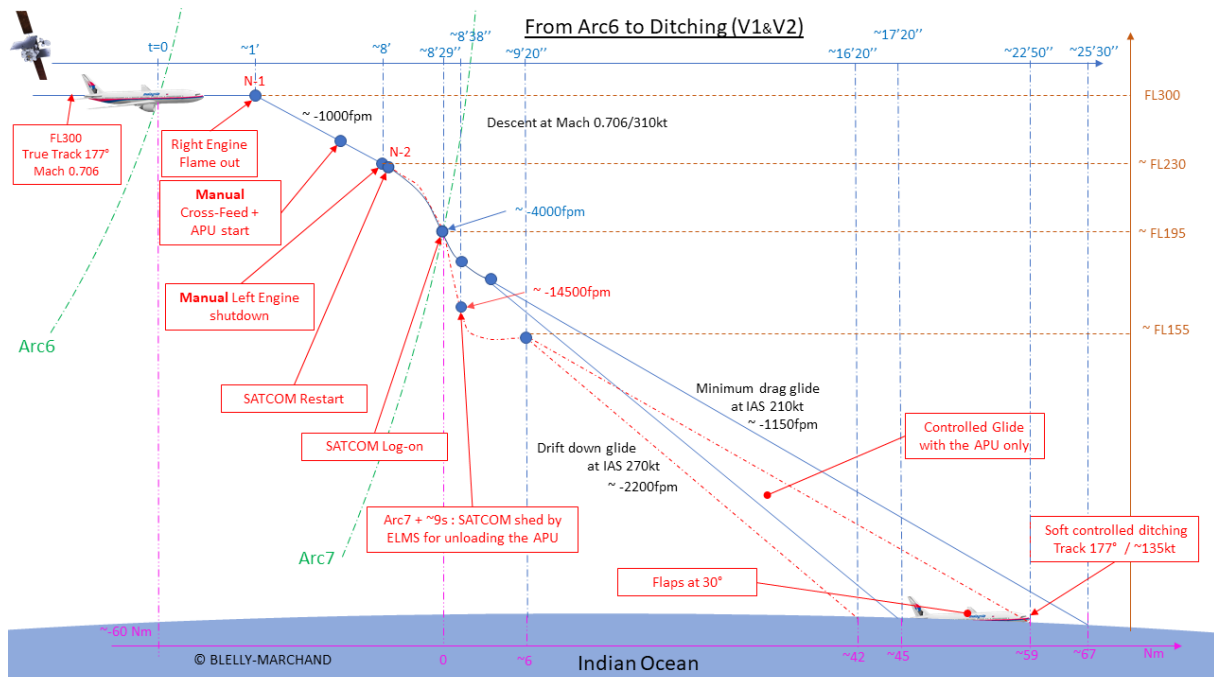 From Arc6 to Ditching (V1&V2)
t=0
~1'
~8'
~8'29''
~8'38''
~9'20''
~16'20''
~17'20''
~22'50''
~25'30''
N-1
FL300
~ -1000fpm
Descent at Mach 0.706/310kt
FL300
True Track 177°
Mach 0.706
Right Engine
Flame out
N-2
~ FL230
Manual
Cross-Feed +
APU start
~ -4000fpm
~ FL195
Manual Left Engine
shutdown
~ -14500fpm
~ FL155
Arc6
SATCOM Restart
Minimum drag glide
at IAS 210kt
~ -1150fpm
Controlled Glide
with the APU only
SATCOM Log-on
Drift down glide
at IAS 270kt
~ -2200fpm
Arc7 + ~9s : SATCOM shed by
ELMS for unloading the APU
Arc7
Soft controlled ditching
Track 177° / ~135kt
Flaps at 30°
~-60 Nm
0
~6
~42
~45
~59
~67
Nm
© BLELLY-MARCHAND
Indian Ocean